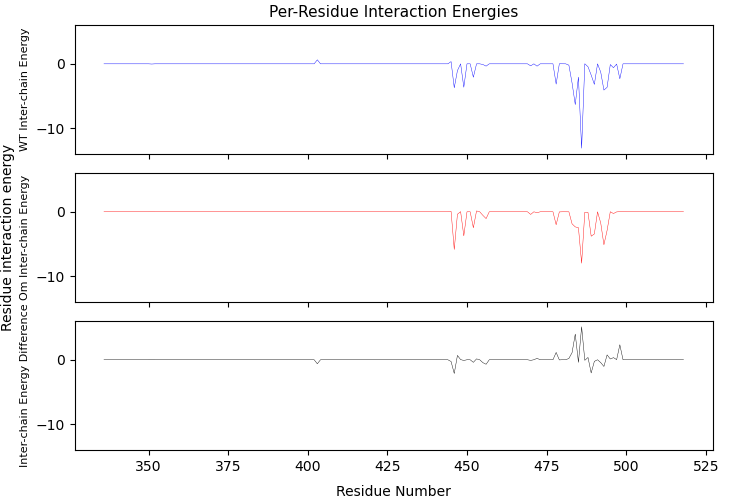 Per-Residue Interaction Energies
WT Inter-chain Energy
0
−10
Om Inter-chain Energy
0
−10
Inter-chain Energy Difference
0
−10
Residue interaction energy
350
375
400
425
450
475
500
525
Residue Number